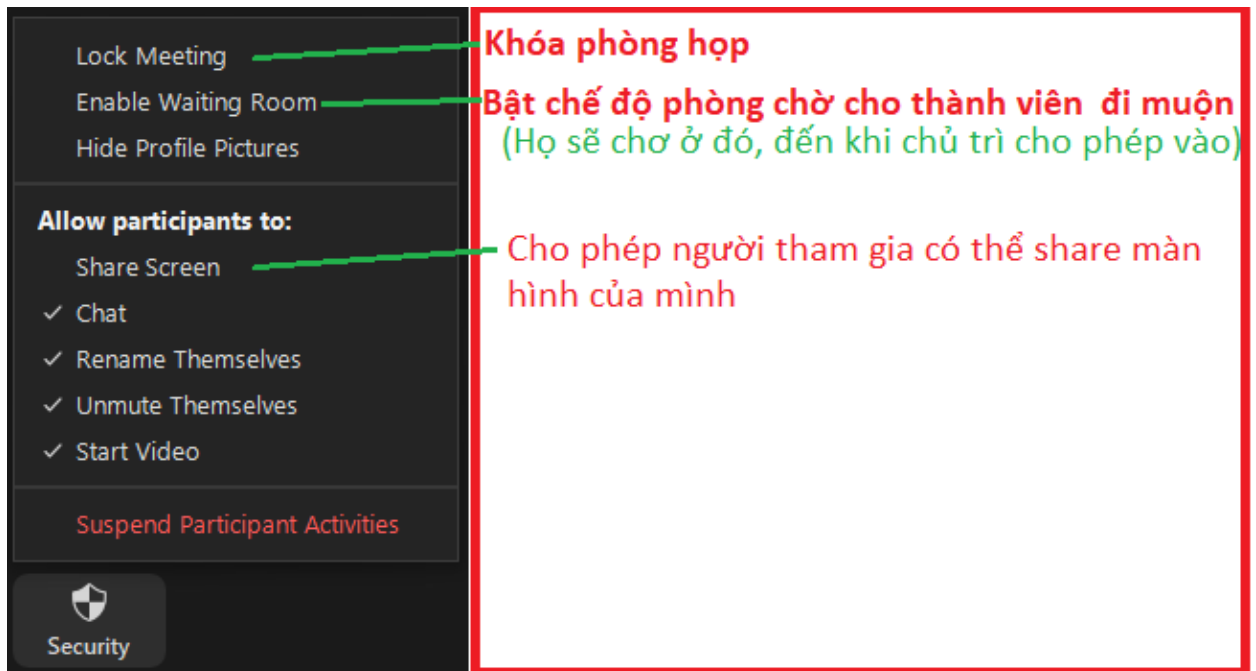 Lock Meeting
Khóa phòng họp
Enable Waiting Room
Bật chế độ phòng chờ cho thành viên đi muộn
(Họ sẽ chơ ở đó, đến khi chủ trì cho phép vào)
Hide Profile Pictures
Allow participants to:
Share Screen
Cho phép người tham gia có thể share màn
hình của mình
Chat
Rename Themselves
Unmute Themselves
Start Video
Suspend Participant Activities
Security